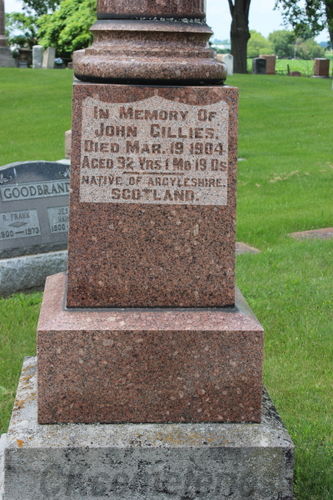 In Memory Of
John Gillies.
Died Mar. 19 1904.
Aged 92 Yrs 1 Mo 19 Ds
Native of Argyleshire,
Scotland.
GOODBRAND
R. FRANK
1900 - 1973